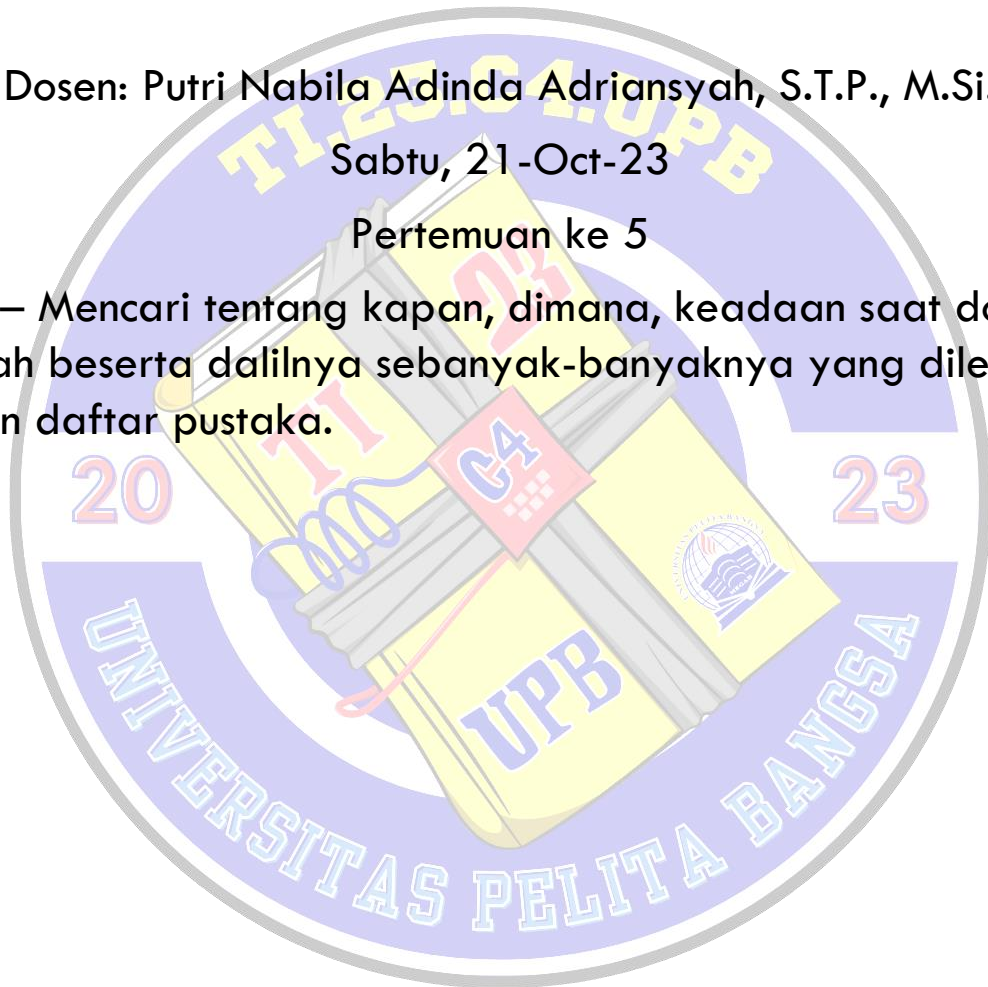 Dosen: Putri Nabila Adinda Adriansyah, S.T.P., M.Si.
Sabtu, 21-Oct-23
Pertemuan ke 5
– Mencari tentang kapan, dimana, keadaan saat
beserta dalilnya sebanyak-banyaknya yang
daftar pustaka.
TI.23.C4.UPB
TI 23
C4
20 23
UPB
UNIVERSITAS PELITA BANGSA